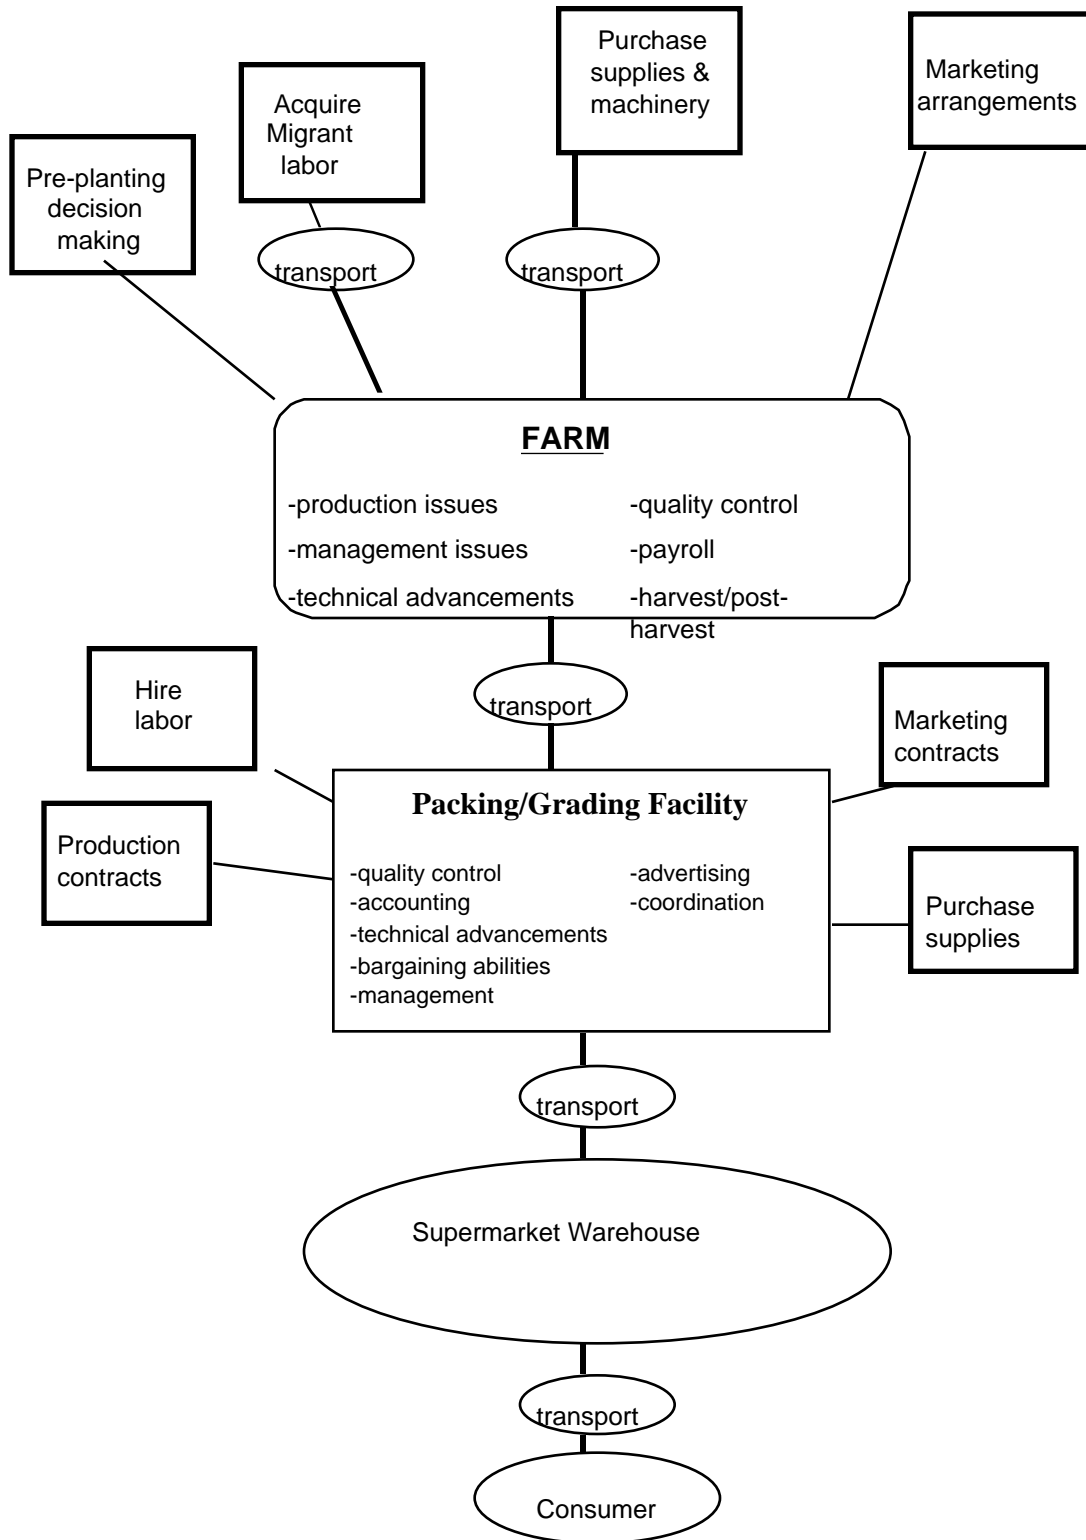 Purchase
supplies &
machinery
Marketing
arrangements
Acquire
Migrant
labor
Pre-planting
decision
making
transport
transport
FARM
-production issues
-management issues
-technical advancements
-quality control
-payroll
-harvest/post-
harvest
transport
Hire
labor
Marketing
contracts
Production
contracts
Packing/Grading Facility
-quality control
-accounting
-technical advancements
-bargaining abilities
-management
-advertising
-coordination
Purchase
supplies
transport
Supermarket Warehouse
transport
Consumer